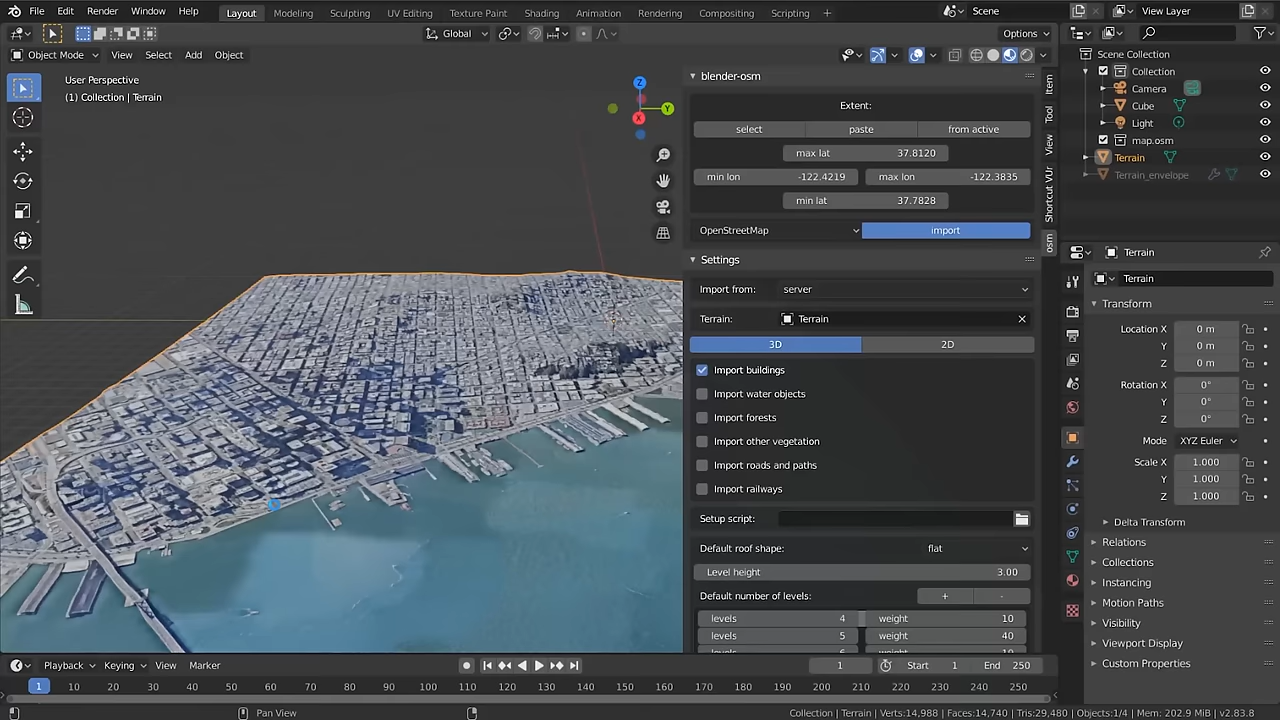 File Edit Render Window Help Layout Modeling Sculpting UV Editing Texture Paint Shading Animation Rendering Compositing Scripting + Scene View Layer
Global Options
Object Mode View Select Add Object
User Perspective
(1) Collection | Terrain
Z
Y
X
blender-osm
Extent:
select paste from active
max lat 37.8120
min lon -122.4219 max lon -122.3835
min lat 37.7828
OpenStreetMap import
Settings
Import from: server
Terrain: Terrain
3D 2D
Import buildings
Import water objects
Import forests
Import other vegetation
Import roads and paths
Import railways
Setup script:
Default roof shape: flat
Level height 3.00
Default number of levels: + -
levels 4 weight 10
levels 5 weight 40
Item
Tool
View
Shortcut VUr
osm
Scene Collection
Collection
Camera
Cube
Light
map.osm
Terrain
Terrain_envelope
Terrain
Terrain
Transform
Location X 0 m
Y 0 m
Z 0 m
Rotation X 0°
Y 0°
Z 0°
Mode XYZ Euler
Scale X 1.000
Y 1.000
Z 1.000
Delta Transform
Relations
Collections
Instancing
Motion Paths
Visibility
Viewport Display
Custom Properties
Playback Keying View Marker 1 Start 1 End 250
1 10 20 30 40 50 60 70 80 90 100 110 120 130 140 150 160 170 180 190 200 210 220 230 240 250
Pan View Collection | Terrain | Verts:14,988 | Faces:14,740 | Tris:29,480 | Objects:1/4 | Mem: 202.9 MiB | v2.83.8